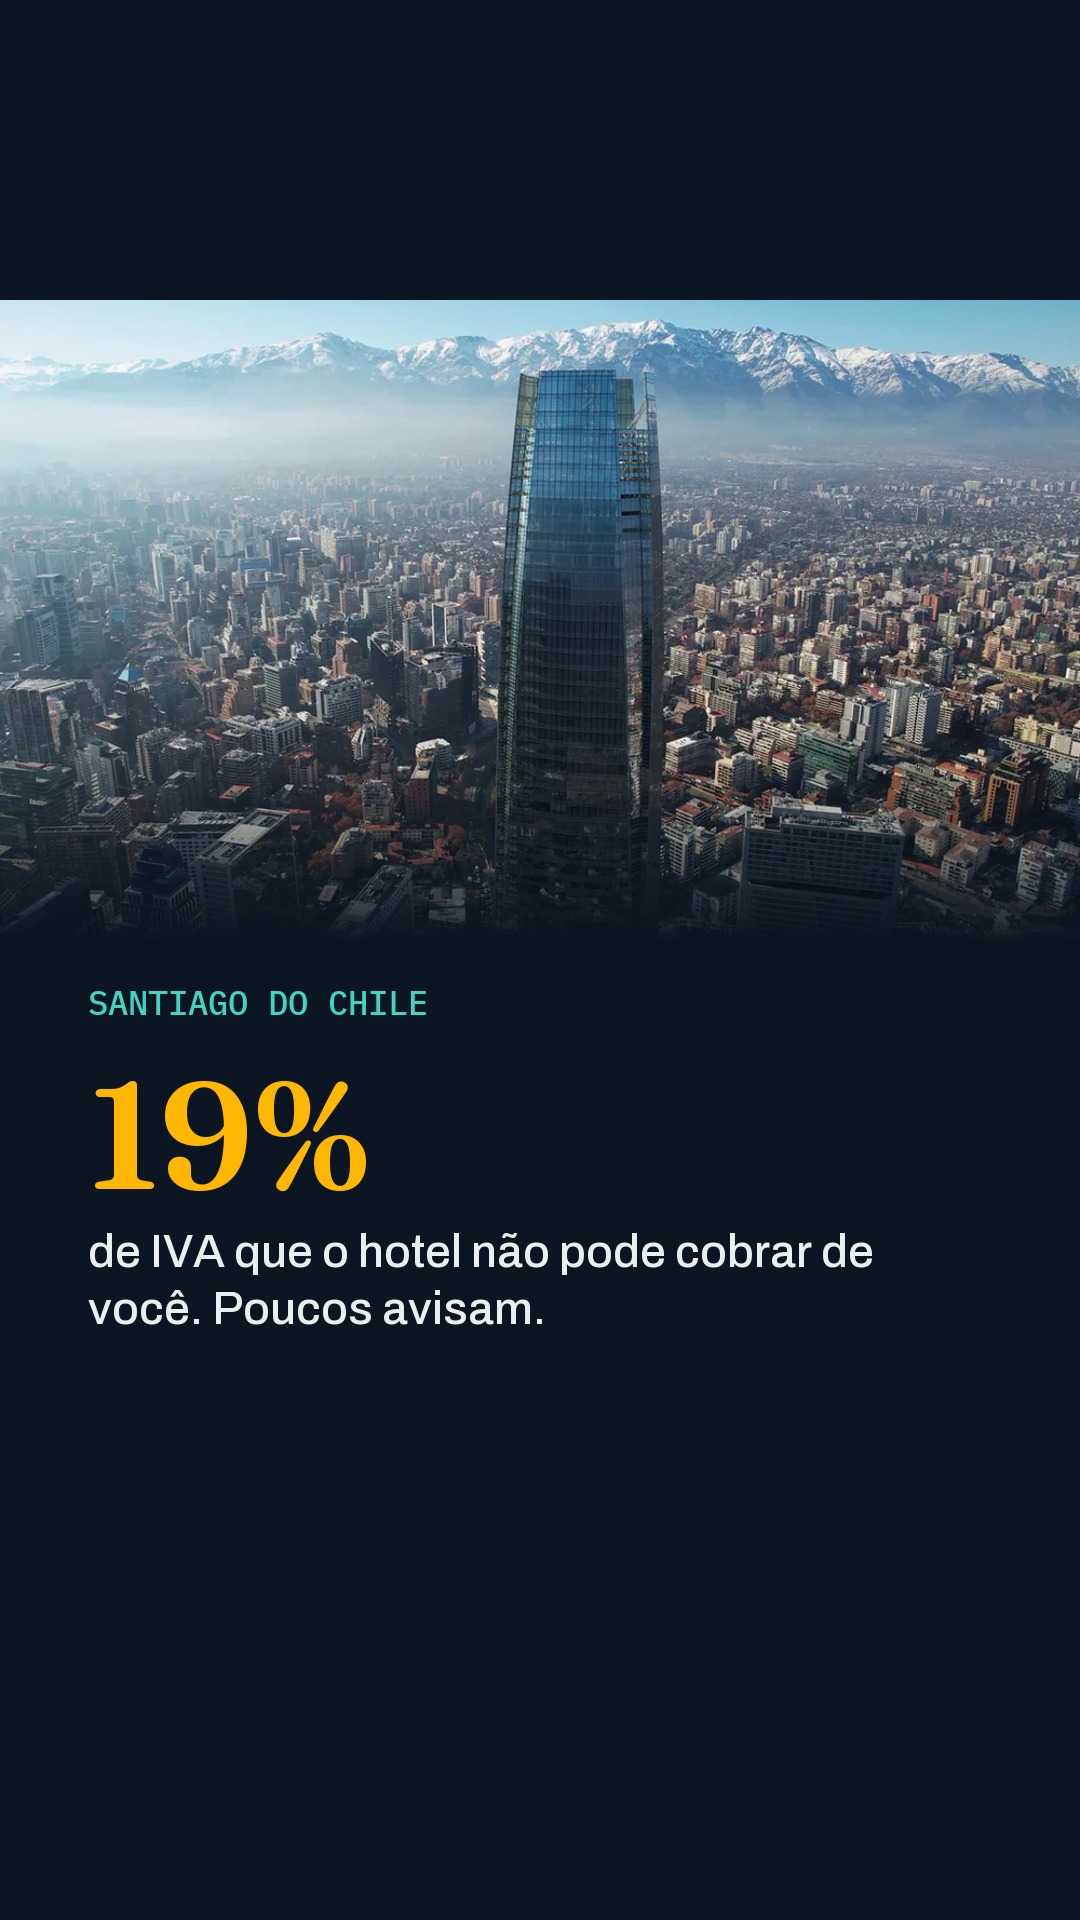 SANTIAGO DO CHILE
19%
de IVA que o hotel não pode cobrar de
você. Poucos avisam.